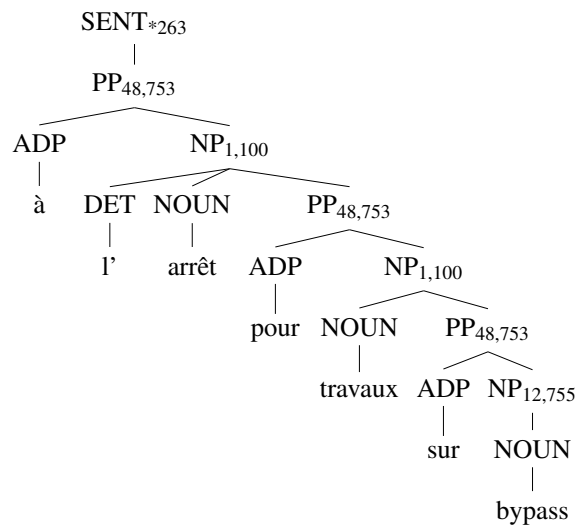 SENT*263
PP48,753
ADP NP1,100
à DET NOUN PP48,753
l' arrêt ADP NP1,100
pour NOUN PP48,753
travaux ADP NP12,755
sur NOUN
bypass